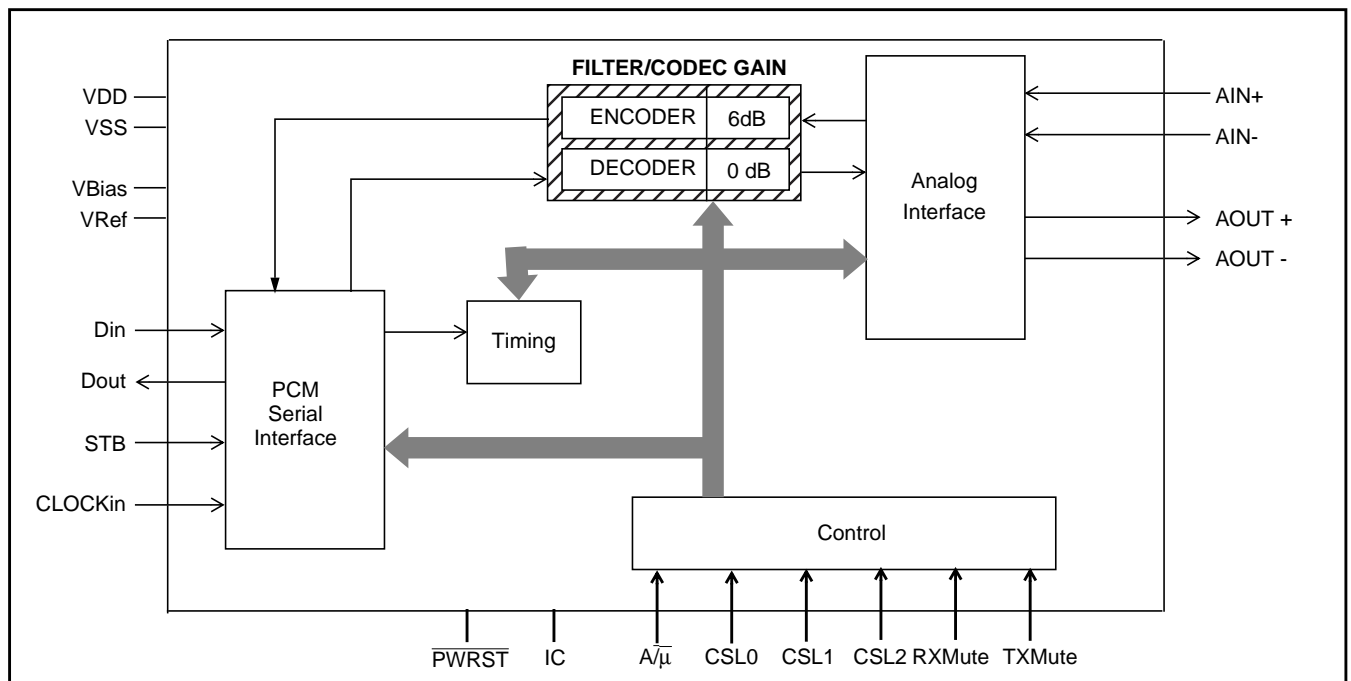 FILTER/CODEC GAIN
VDD
VSS
VBias
VRef
ENCODER 6dB
DECODER 0 dB
Analog
Interface
AIN+
AIN-
AOUT +
AOUT -
Din
Dout
STB
CLOCKin
PCM
Serial
Interface
Timing
Control
PWRST IC A/μ CSL0 CSL1 CSL2 RXMute TXMute